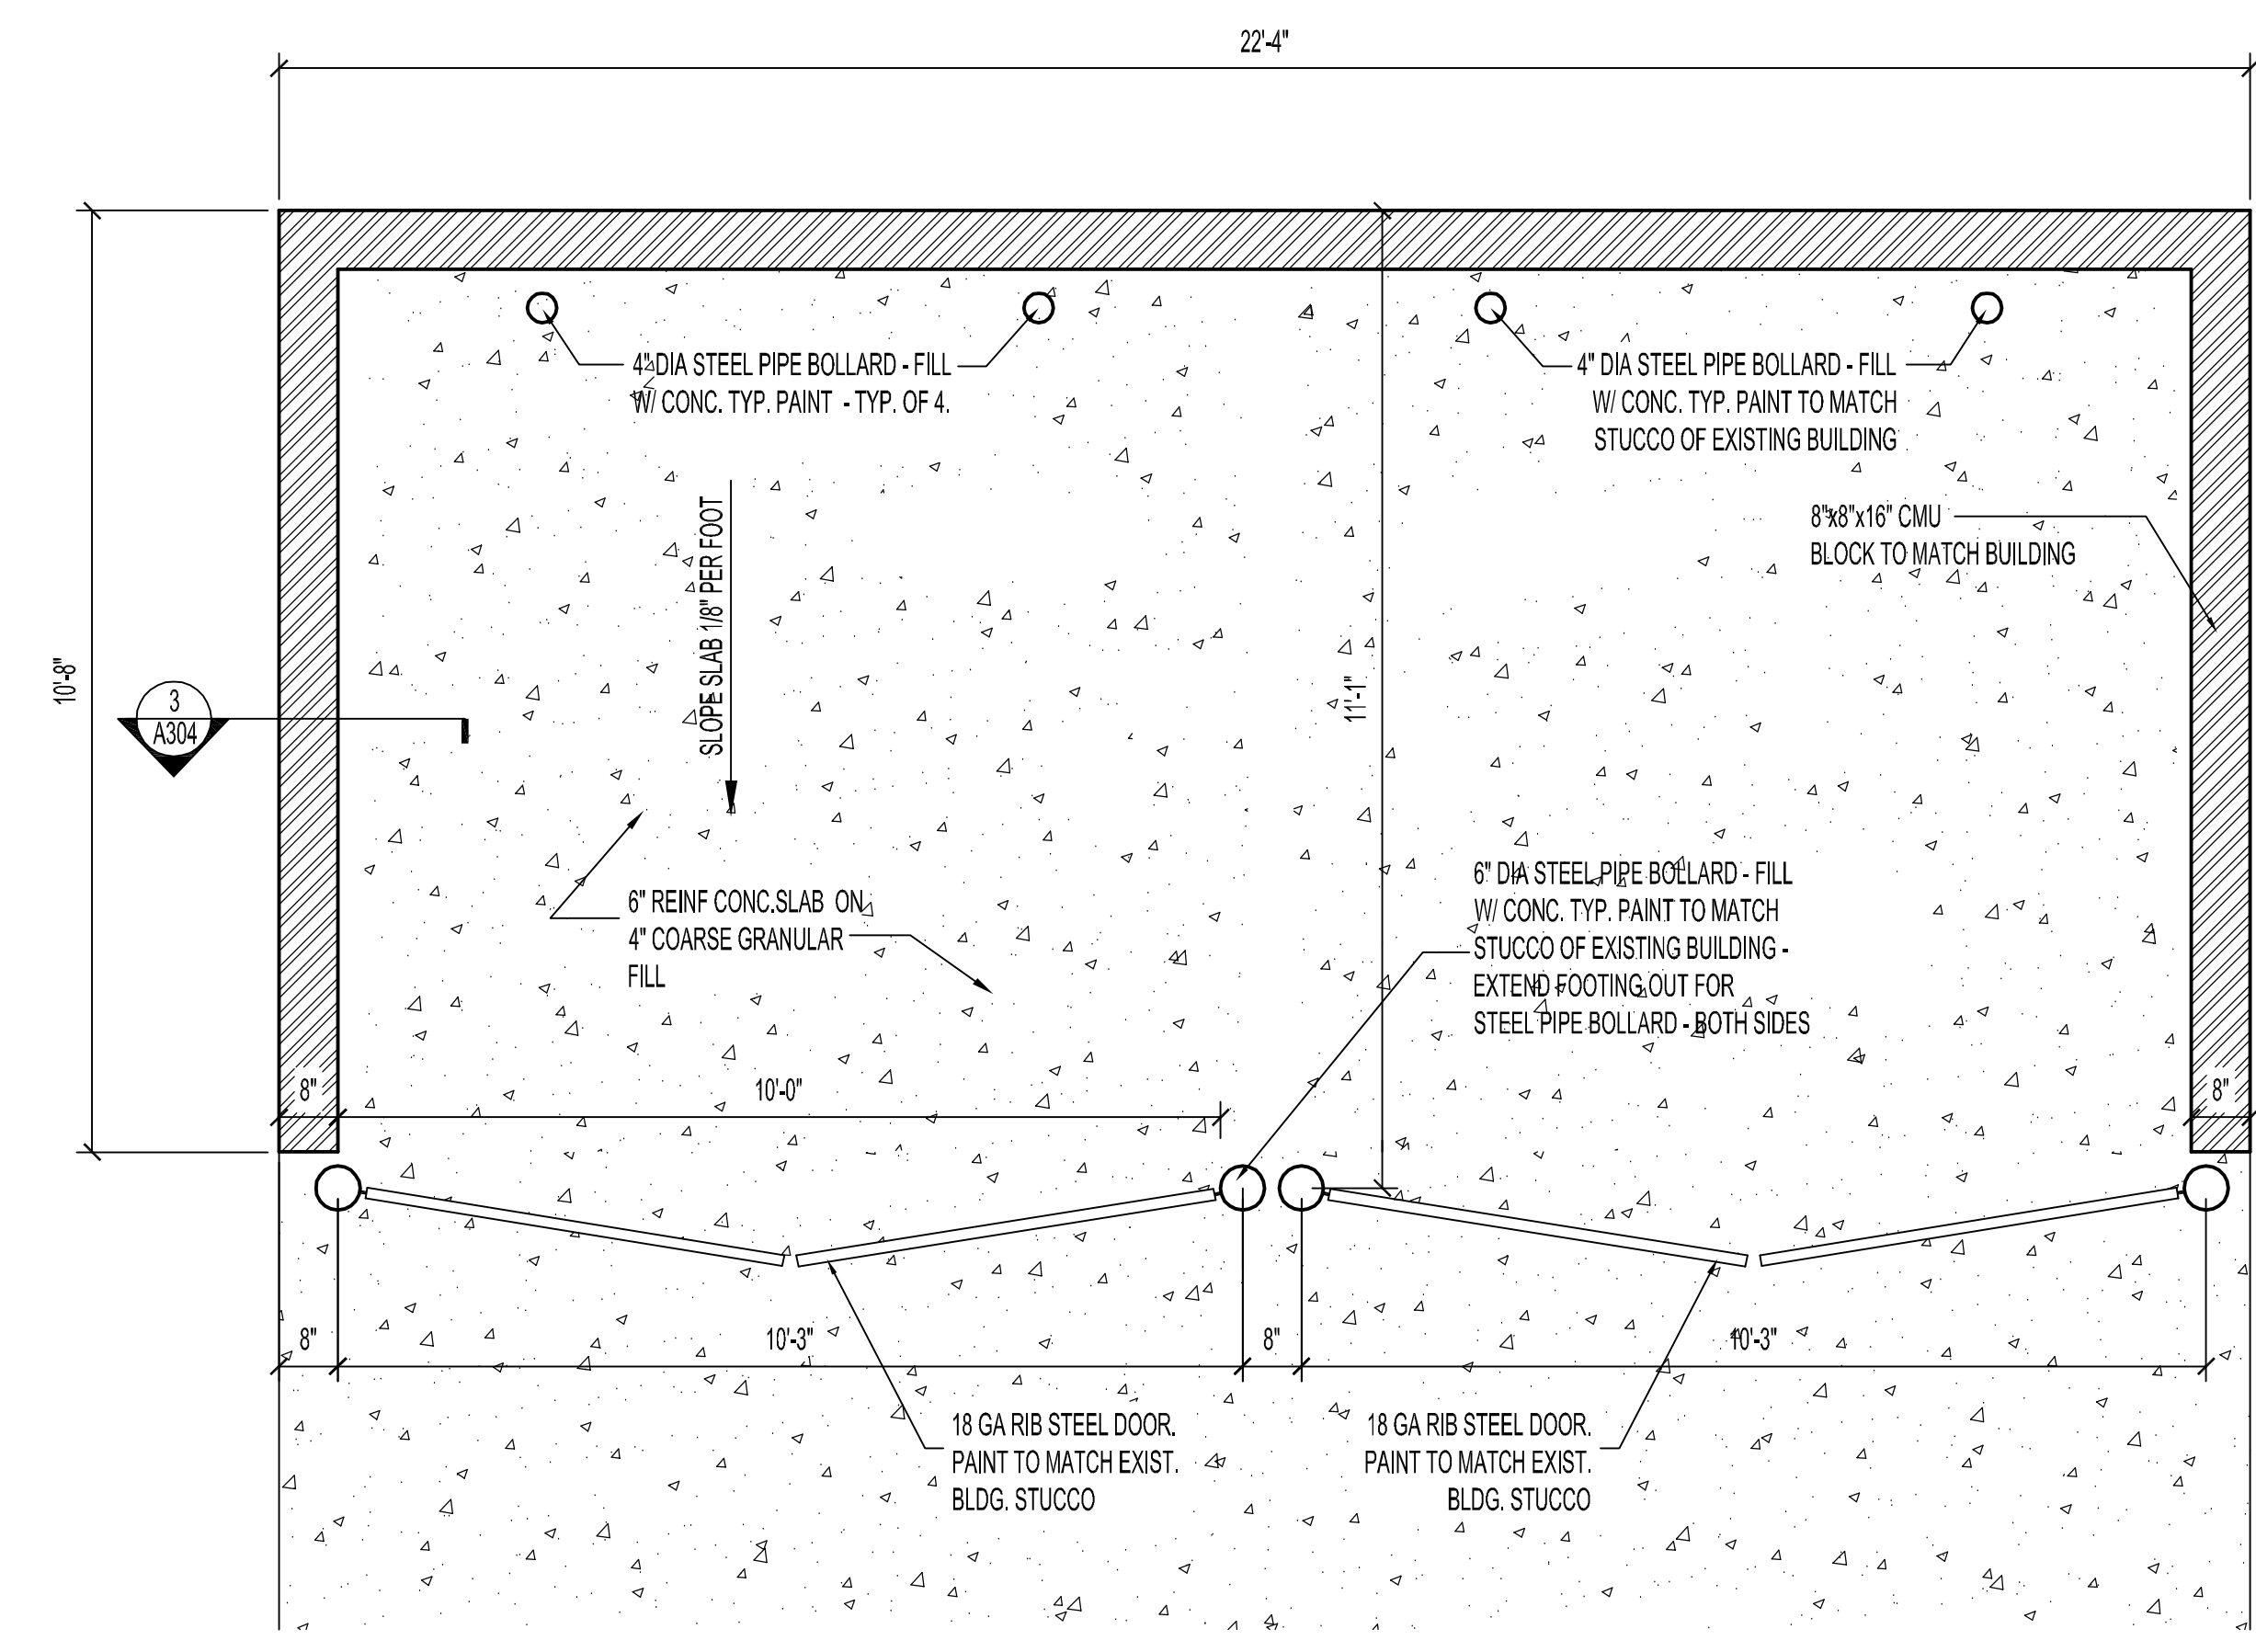 22'-4"
4" DIA STEEL PIPE BOLLARD - FILL
W/ CONC. TYP. PAINT - TYP. OF 4.
4" DIA STEEL PIPE BOLLARD - FILL
W/ CONC. TYP. PAINT TO MATCH
STUCCO OF EXISTING BUILDING
8"x8"x16" CMU
BLOCK TO MATCH BUILDING
SLOPE SLAB 1/8" PER FOOT
10'-8"
3
A304
11'-1"
6" REINF CONC.SLAB ON
4" COARSE GRANULAR
FILL
6" DIA STEEL PIPE BOLLARD - FILL
W/ CONC. TYP. PAINT TO MATCH
STUCCO OF EXISTING BUILDING -
EXTEND FOOTING OUT FOR
STEEL PIPE BOLLARD - BOTH SIDES
8"
10'-0"
8"
8"
10'-3"
8"
10'-3"
18 GA RIB STEEL DOOR.
PAINT TO MATCH EXIST.
BLDG. STUCCO
18 GA RIB STEEL DOOR.
PAINT TO MATCH EXIST.
BLDG. STUCCO